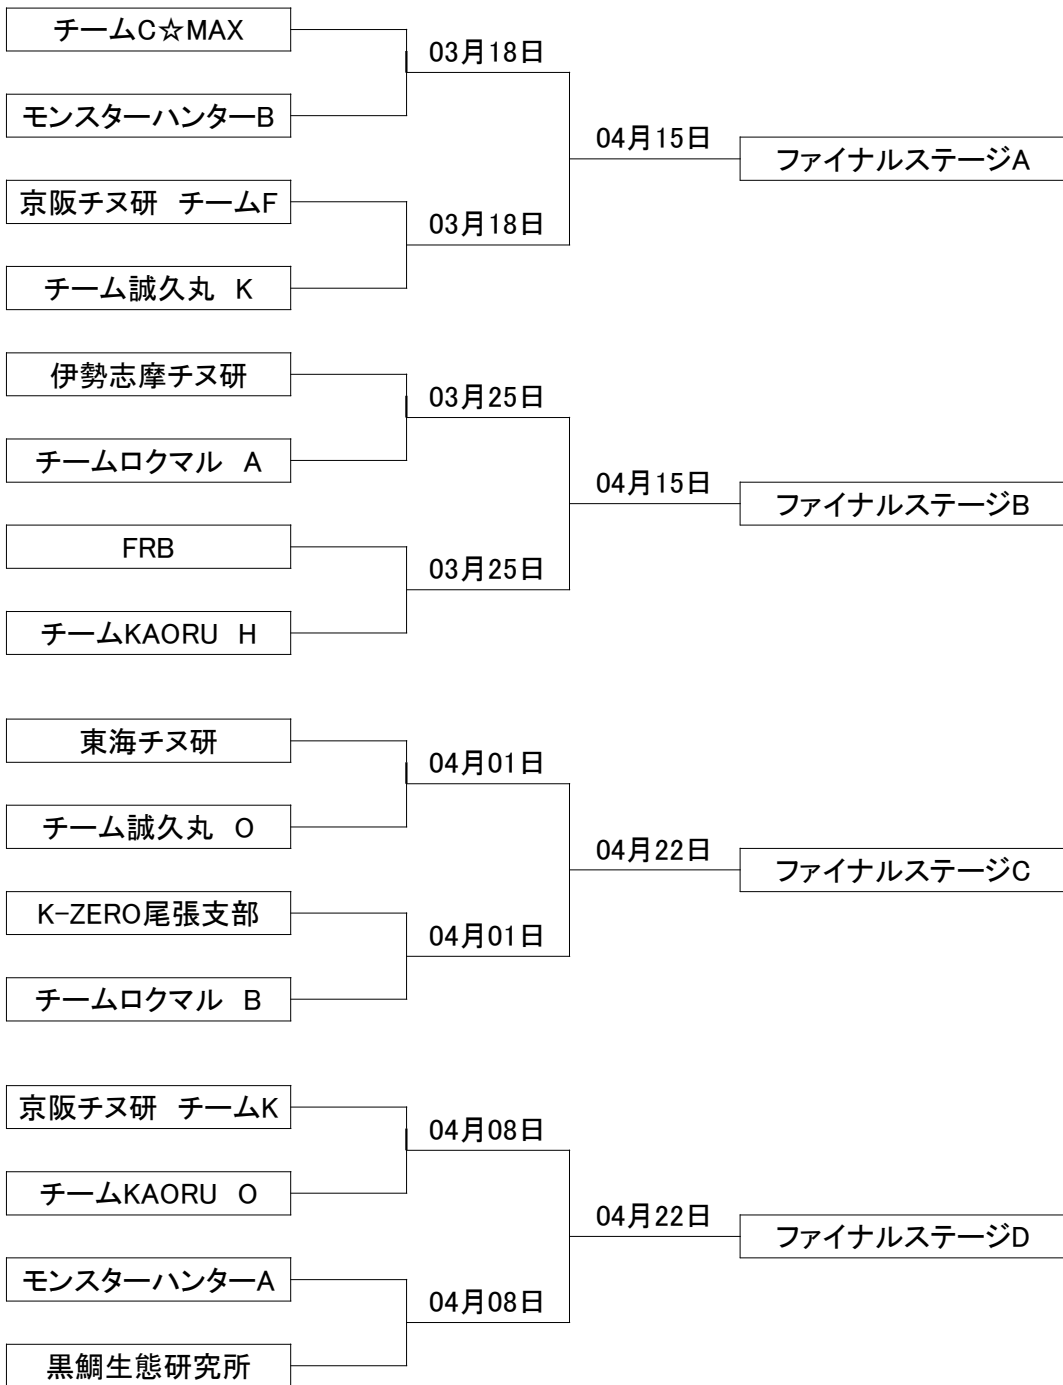 チームC☆MAX
03月18日
モンスターハンターB
04月15日
ファイナルステージA
京阪チヌ研　チームF
03月18日
チーム誠久丸　K
伊勢志摩チヌ研
03月25日
チームロクマル　A
04月15日
ファイナルステージB
FRB
03月25日
チームKAORU　H
東海チヌ研
04月01日
チーム誠久丸　O
04月22日
ファイナルステージC
K-ZERO尾張支部
04月01日
チームロクマル　B
京阪チヌ研　チームK
04月08日
チームKAORU　O
04月22日
ファイナルステージD
モンスターハンターA
04月08日
黒鯛生態研究所